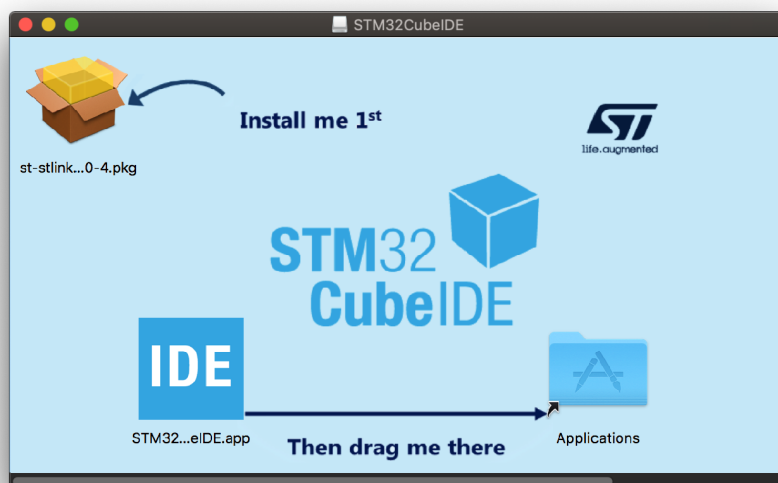 STM32CubeIDE
Install me 1st
st-stlink...0-4.pkg
ST
life.augmented
STM32
CubeIDE
IDE
STM32...eIDE.app
Then drag me there
Applications